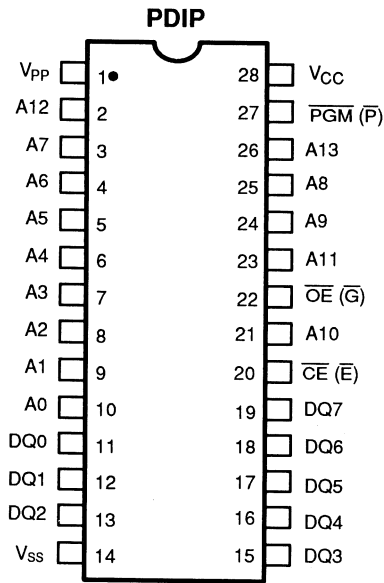 PDIP
VPP 1 28 VCC
A12 2 27 PGM (P)
A7 3 26 A13
A6 4 25 A8
A5 5 24 A9
A4 6 23 A11
A3 7 22 OE (G)
A2 8 21 A10
A1 9 20 CE (E)
A0 10 19 DQ7
DQ0 11 18 DQ6
DQ1 12 17 DQ5
DQ2 13 16 DQ4
VSS 14 15 DQ3